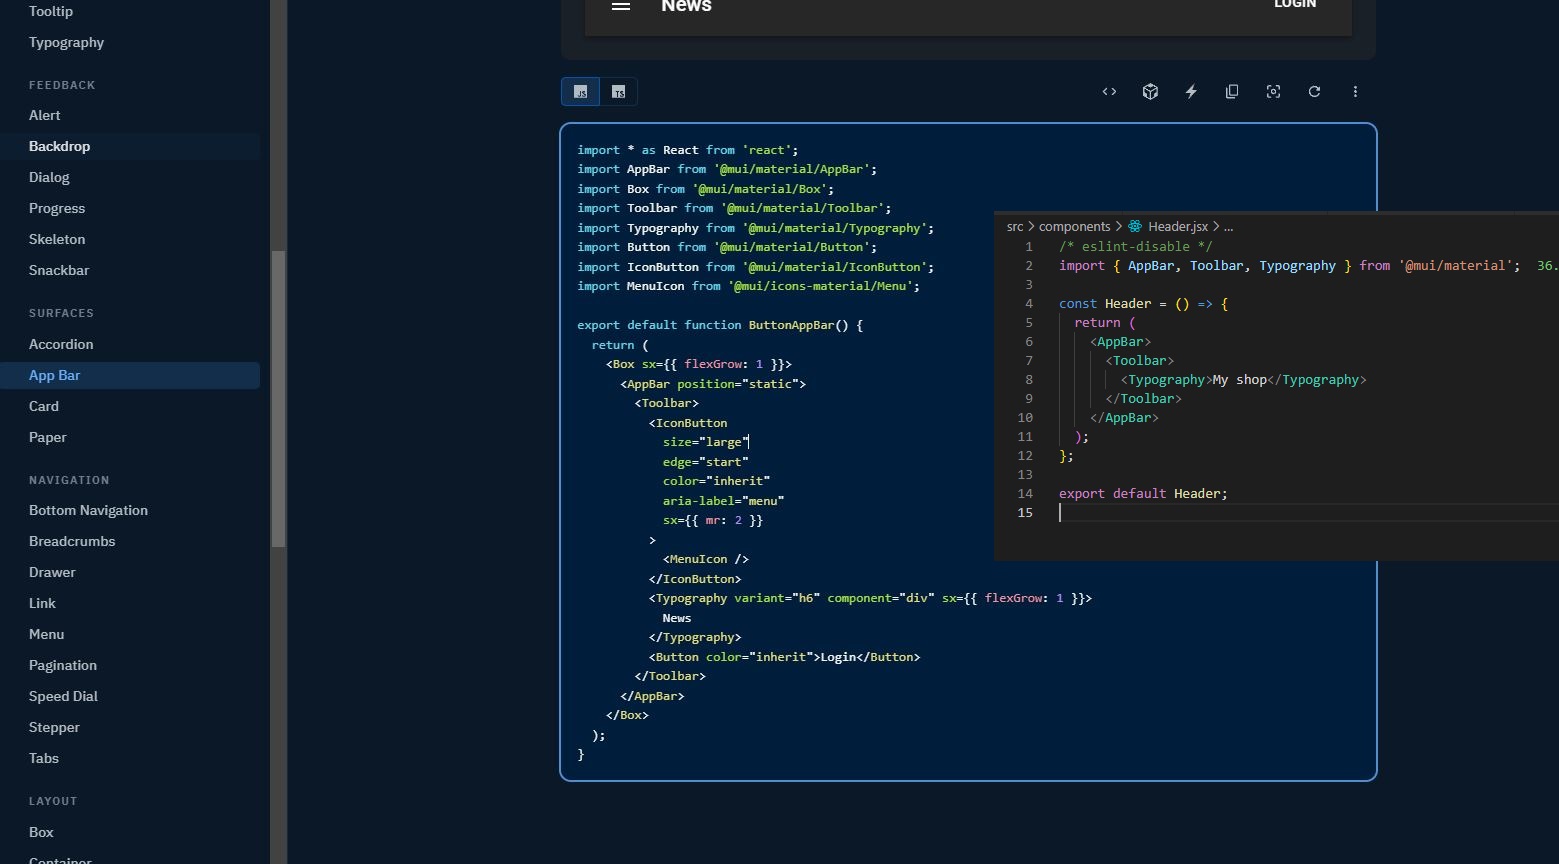 Tooltip
Typography
FEEDBACK
Alert
Backdrop
Dialog
Progress
Skeleton
Snackbar
SURFACES
Accordion
App Bar
Card
Paper
NAVIGATION
Bottom Navigation
Breadcrumbs
Drawer
Link
Menu
Pagination
Speed Dial
Stepper
Tabs
LAYOUT
Box
Container
News
LOGIN
JS
TS
import * as React from 'react';
import AppBar from '@mui/material/AppBar';
import Box from '@mui/material/Box';
import Toolbar from '@mui/material/Toolbar';
import Typography from '@mui/material/Typography';
import Button from '@mui/material/Button';
import IconButton from '@mui/material/IconButton';
import MenuIcon from '@mui/icons-material/Menu';
export default function ButtonAppBar() {
return (
<Box sx={{ flexGrow: 1 }}>
<AppBar position="static">
<Toolbar>
<IconButton
size="large"
edge="start"
color="inherit"
aria-label="menu"
sx={{ mr: 2 }}
>
<MenuIcon />
</IconButton>
<Typography variant="h6" component="div" sx={{ flexGrow: 1 }}>
News
</Typography>
<Button color="inherit">Login</Button>
</Toolbar>
</AppBar>
</Box>
);
}
src > components > Header.jsx > ...
1 /* eslint-disable */
2 import { AppBar, Toolbar, Typography } from '@mui/material'; 36.
3
4 const Header = () => {
5 return (
6 <AppBar>
7 <Toolbar>
8 <Typography>My shop</Typography>
9 </Toolbar>
10 </AppBar>
11 );
12 };
13
14 export default Header;
15